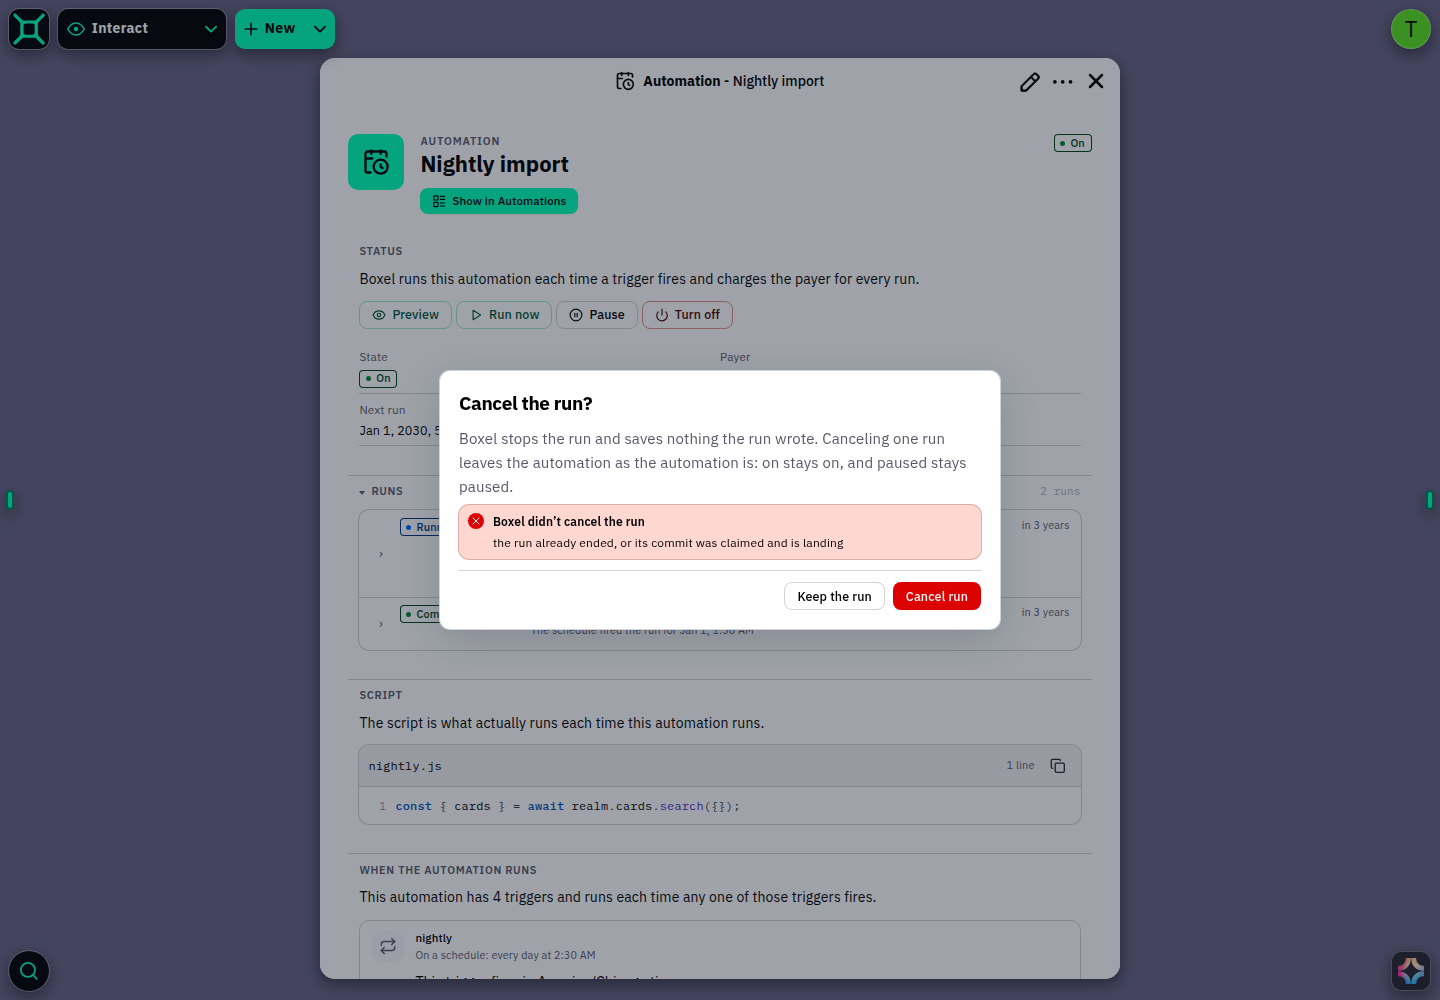 Interact
New
T
Automation - Nightly import
AUTOMATION
Nightly import
On
Show in Automations
STATUS
Boxel runs this automation each time a trigger fires and charges the payer for every run.
Preview
Run now
Pause
Turn off
State
Payer
On
Next run
Jan 1, 2030, 5
Cancel the run?
Boxel stops the run and saves nothing the run wrote. Canceling one run
leaves the automation as the automation is: on stays on, and paused stays
paused.
Boxel didn't cancel the run
the run already ended, or its commit was claimed and is landing
Keep the run
Cancel run
RUNS
2 runs
in 3 years
in 3 years
SCRIPT
The script is what actually runs each time this automation runs.
nightly.js
1 line
1 const { cards } = await realm.cards.search({});
WHEN THE AUTOMATION RUNS
This automation has 4 triggers and runs each time any one of those triggers fires.
nightly
On a schedule: every day at 2:30 AM